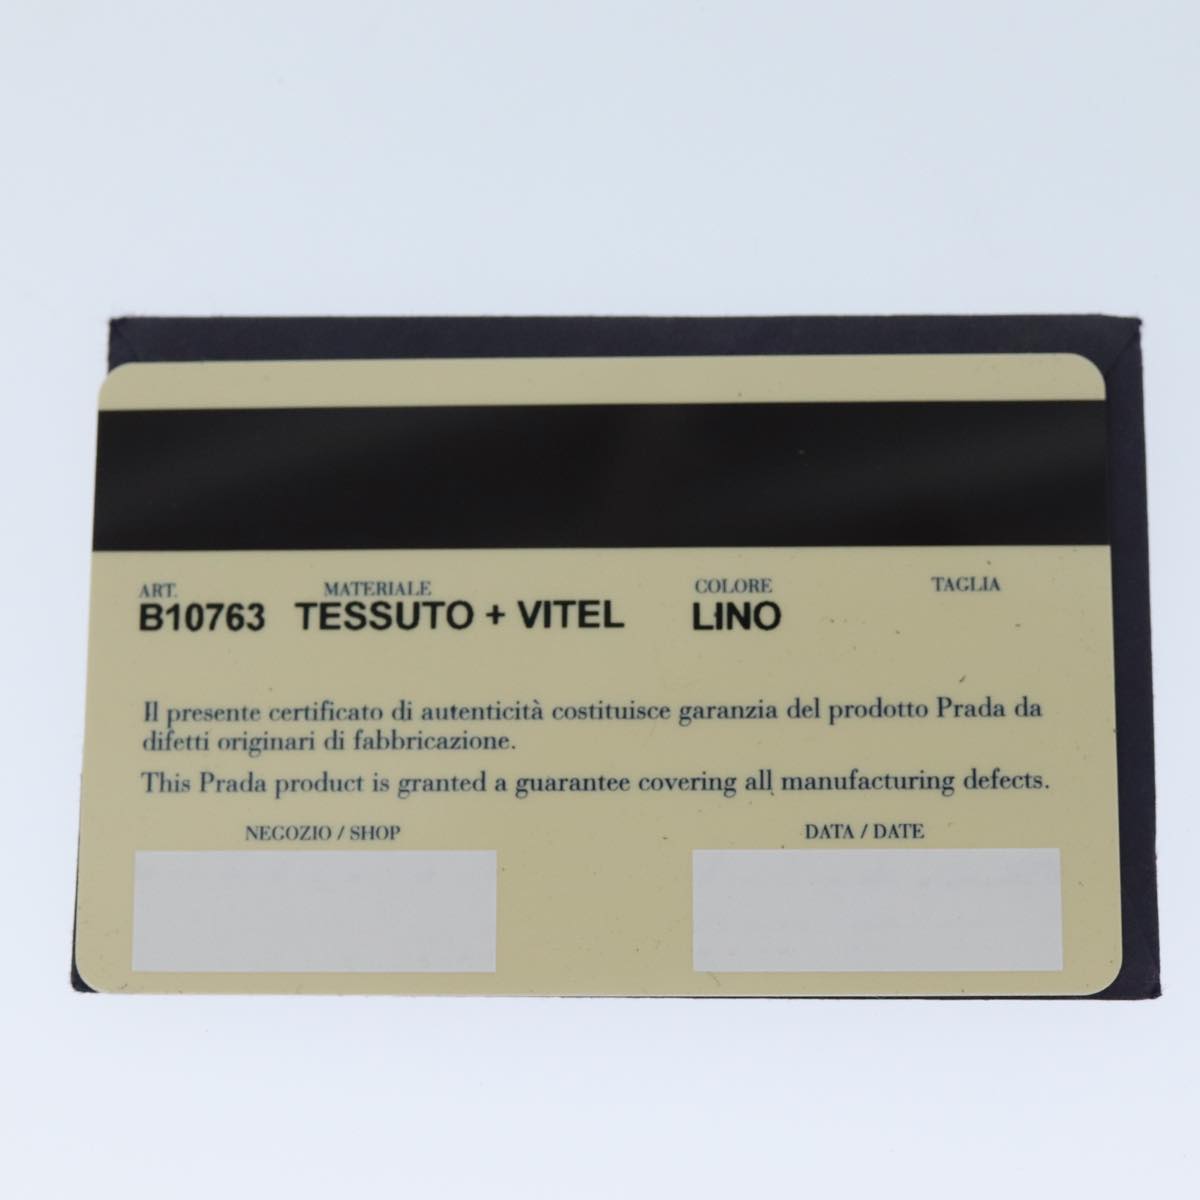 ART. MATERIALE COLORE TAGLIA
B10763 TESSUTO + VITEL LINO
Il presente certificato di autenticità costituisce garanzia del prodotto Prada da
difetti originari di fabbricazione.
This Prada product is granted a guarantee covering all manufacturing defects.
NEGOZIO / SHOP DATA / DATE